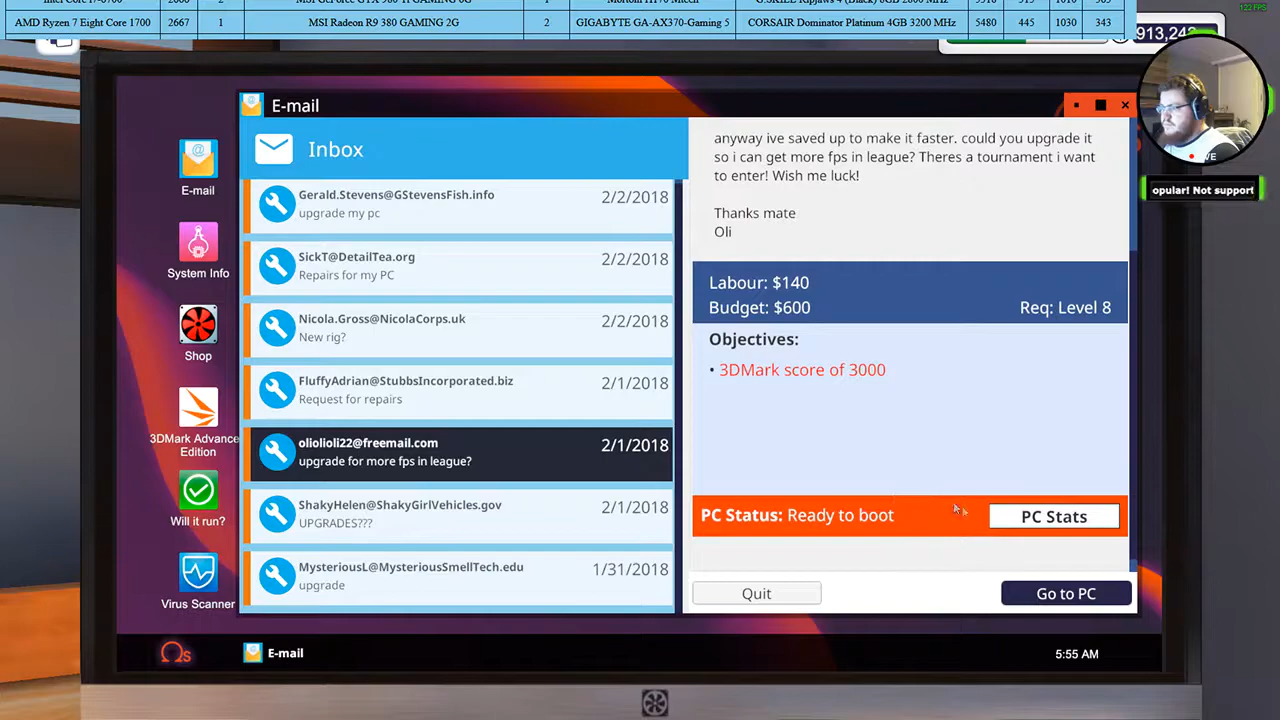 AMD Ryzen 7 Eight Core 1700 2667 1 MSI Radeon R9 380 GAMING 2G 2 GIGABYTE GA-AX370-Gaming 5 CORSAIR Dominator Platinum 4GB 3200 MHz 5480 445 1030 343
123 FPS
913,242
E-mail
Inbox
Gerald.Stevens@GStevensFish.info 2/2/2018
upgrade my pc
SickT@DetailTea.org 2/2/2018
Repairs for my PC
Nicola.Gross@NicolaCorps.uk 2/2/2018
New rig?
FluffyAdrian@StubbsIncorporated.biz 2/1/2018
Request for repairs
oliolioli22@freemail.com 2/1/2018
upgrade for more fps in league?
ShakyHelen@ShakyGirlVehicles.gov 2/1/2018
UPGRADES???
MysteriousL@MysteriousSmellTech.edu 1/31/2018
upgrade
anyway ive saved up to make it faster. could you upgrade it
so i can get more fps in league? Theres a tournament i want
to enter! Wish me luck!
Thanks mate
Oli
Labour: $140
Budget: $600 Req: Level 8
Objectives:
• 3DMark score of 3000
PC Status: Ready to boot PC Stats
Quit Go to PC
E-mail
System Info
Shop
3DMark Advance
Edition
Will it run?
Virus Scanner
opular! Not support
Ωs E-mail 5:55 AM